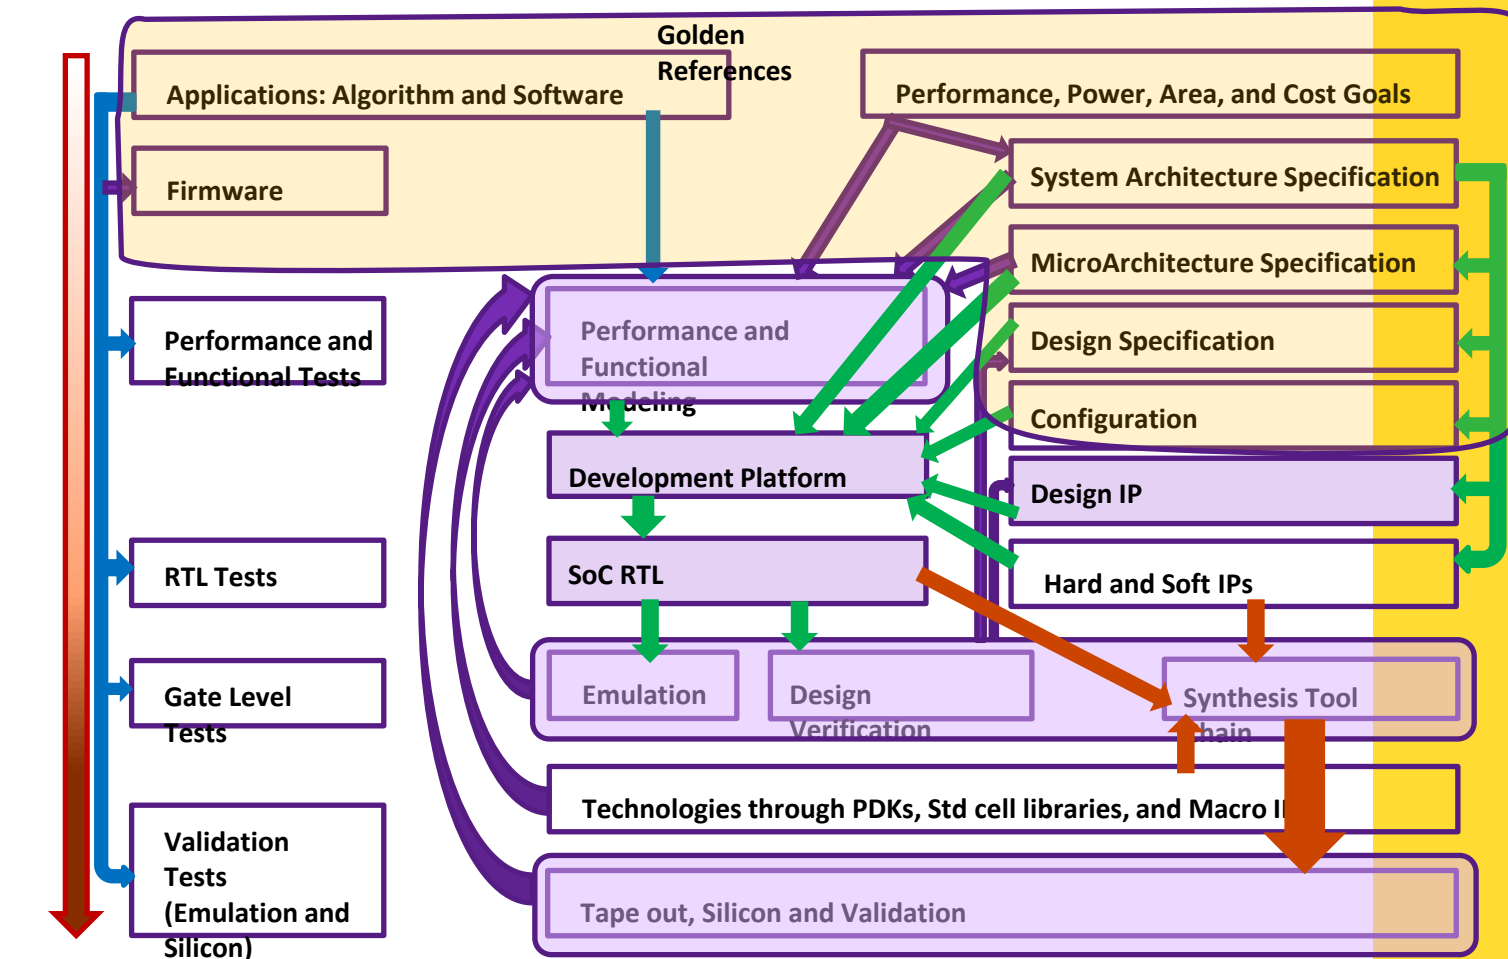 Golden
References
Applications: Algorithm and Software
Performance, Power, Area, and Cost Goals
System Architecture Specification
Firmware
MicroArchitecture Specification
Performance and
Functional Tests
Performance and
Functional
Modeling
Design Specification
Configuration
Development Platform
Design IP
RTL Tests
SoC RTL
Hard and Soft IPs
Gate Level
Tests
Emulation
Design
Verification
Synthesis Tool
Chain
Technologies through PDKs, Std cell libraries, and Macro
Validation
Tests
(Emulation and
Silicon)
Tape out, Silicon and Validation